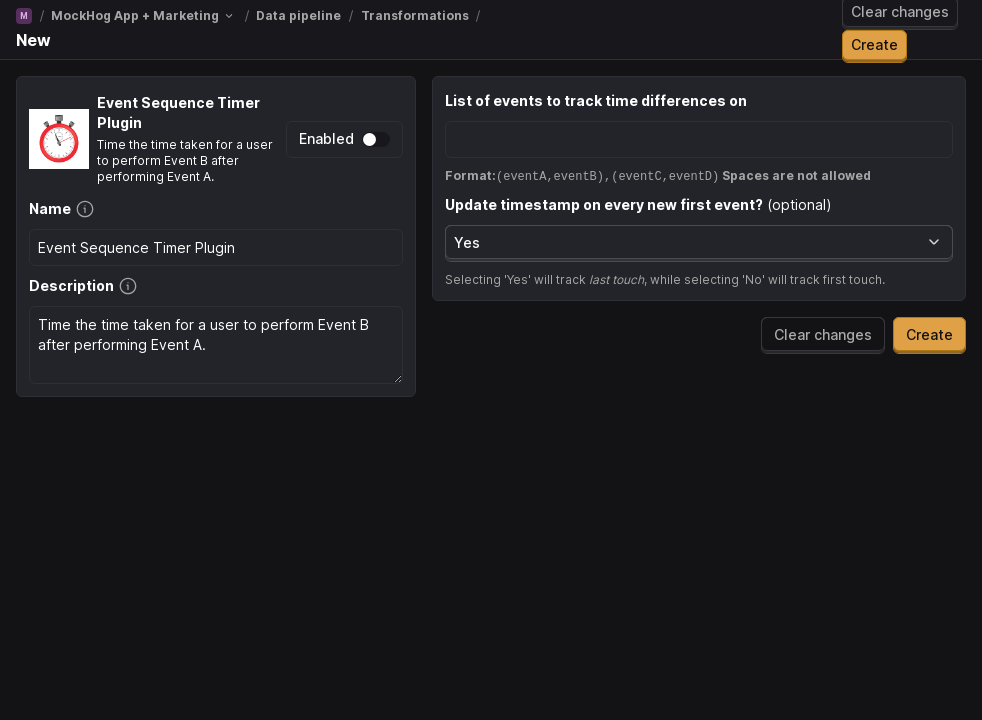 M / MockHog App + Marketing / Data pipeline / Transformations /
New
Clear changes
Create
Event Sequence Timer
Plugin
Time the time taken for a user
to perform Event B after
performing Event A.
Enabled
Name
Event Sequence Timer Plugin
Description
Time the time taken for a user to perform Event B
after performing Event A.
List of events to track time differences on
Format:(eventA,eventB),(eventC,eventD) Spaces are not allowed
Update timestamp on every new first event? (optional)
Yes
Selecting 'Yes' will track last touch, while selecting 'No' will track first touch.
Clear changes
Create